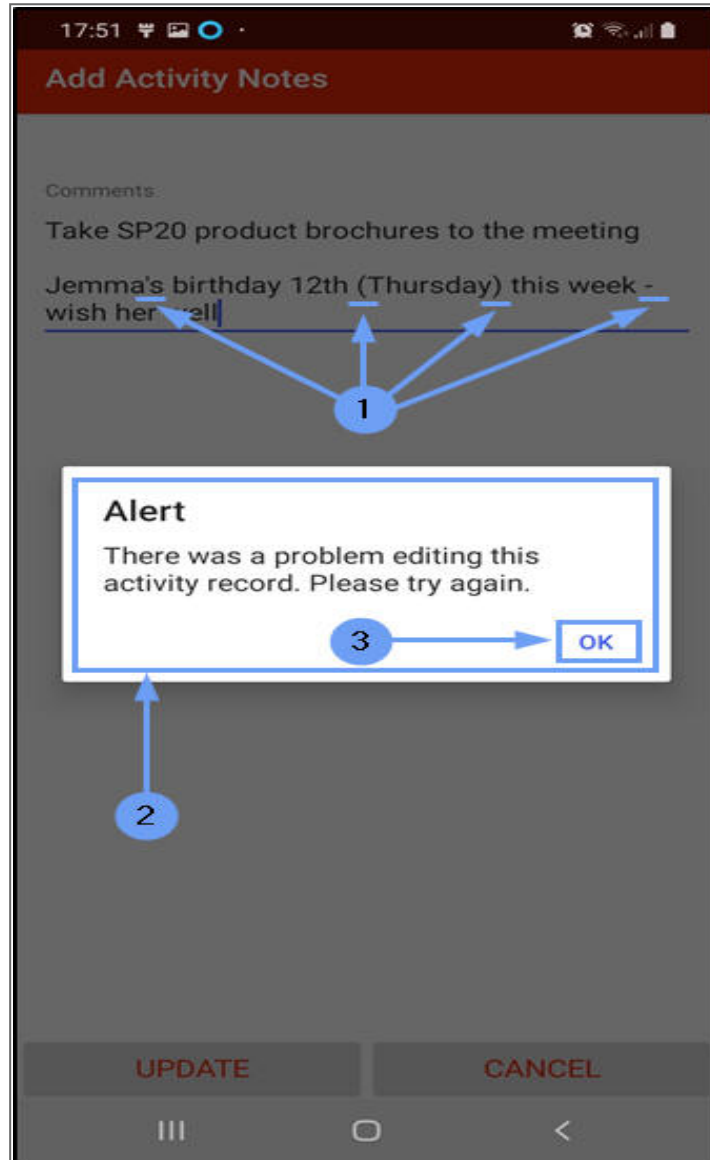 17:51
Add Activity Notes
Comments
Take SP20 product brochures to the meeting
Jemma's birthday 12th (Thursday) this week -
wish her well
1
Alert
There was a problem editing this
activity record. Please try again.
3
OK
2
UPDATE
CANCEL